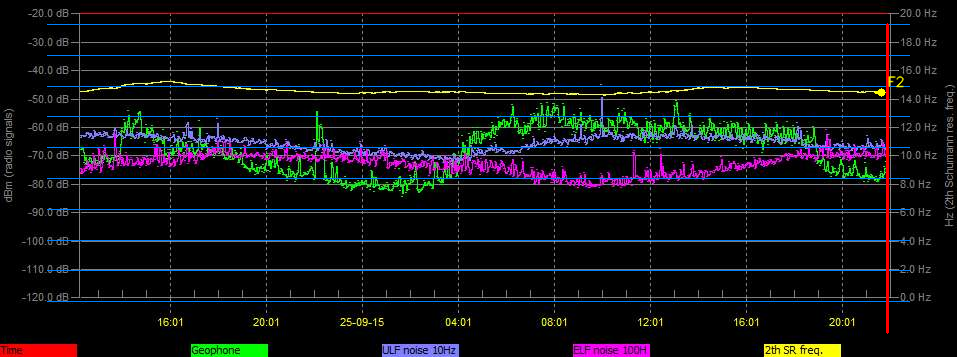 -20.0 dB 20.0 Hz
-30.0 dB 18.0 Hz
-40.0 dB 16.0 Hz
F2
-50.0 dB 14.0 Hz
-60.0 dB 12.0 Hz
-70.0 dB 10.0 Hz
-80.0 dB 8.0 Hz
-90.0 dB 6.0 Hz
-100.0 dB 4.0 Hz
-110.0 dB 2.0 Hz
-120.0 dB 0.0 Hz
dBm (radio signals)
Hz (2th Schumann res. freq.)
16:01 20:01 25-09-15 04:01 08:01 12:01 16:01 20:01
Time Geophone ULF noise 10Hz ELF noise 100H 2th SR freq.